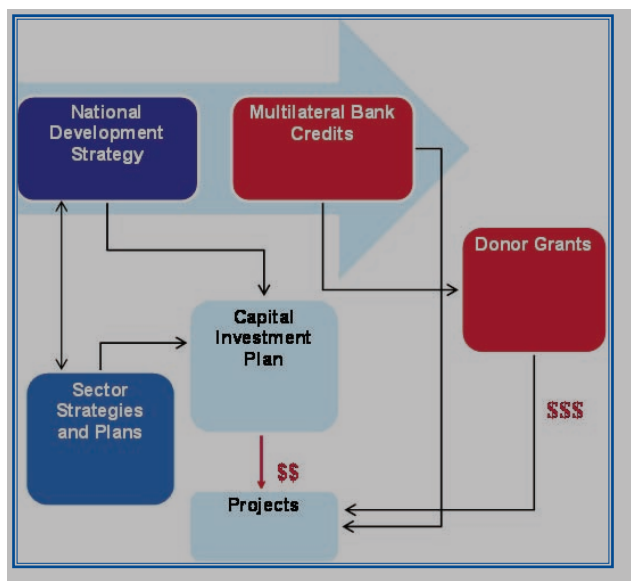 National
Development
Strategy
Multilateral Bank
Credits
Donor Grants
Capital
Investment
Plan
Sector
Strategies
and Plans
$$$
$$
Projects